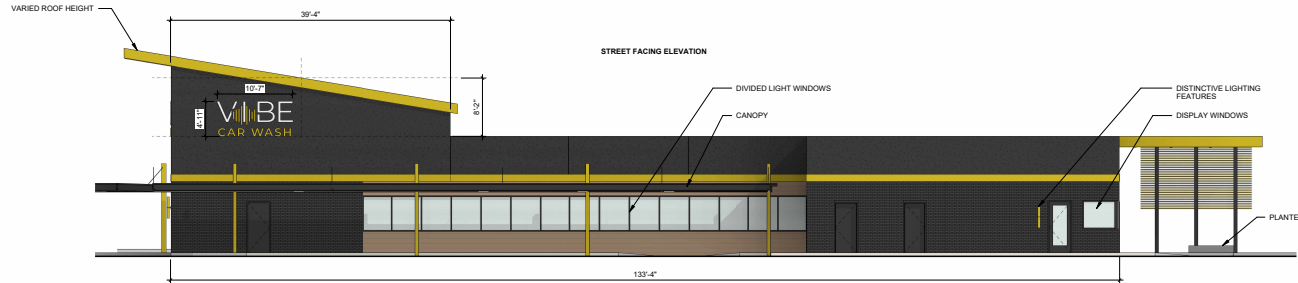 VARIED ROOF HEIGHT
39'-4"
STREET FACING ELEVATION
10'-7"
4'-11"
8'-2"
VIBE
CAR WASH
DIVIDED LIGHT WINDOWS
CANOPY
DISTINCTIVE LIGHTING
FEATURES
DISPLAY WINDOWS
PLANTE
133'-4"